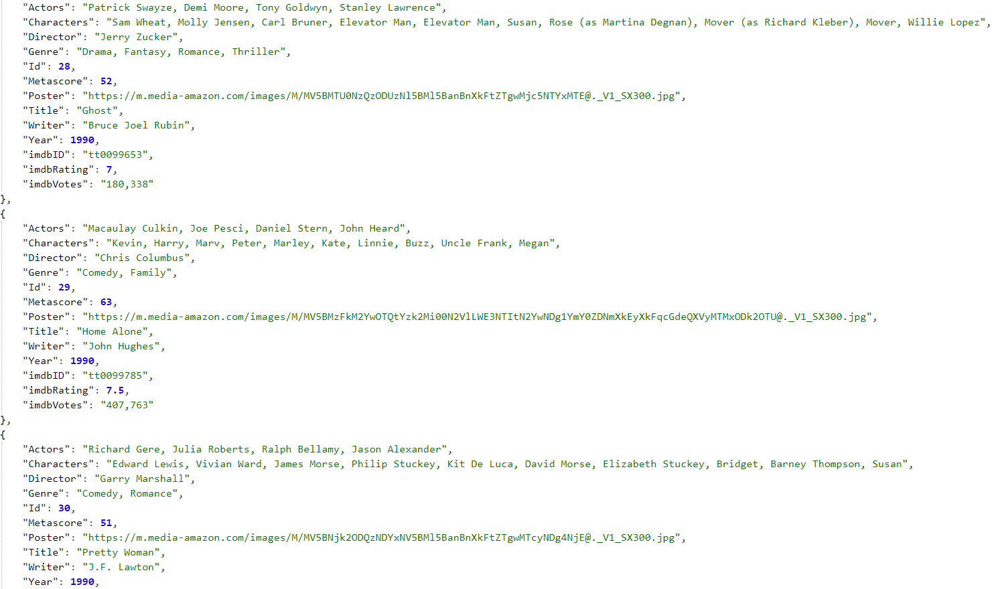 "Actors": "Patrick Swayze, Demi Moore, Tony Goldwyn, Stanley Lawrence",
"Characters": "Sam Wheat, Molly Jensen, Carl Bruner, Elevator Man, Elevator Man, Susan, Rose (as Martina Degnan), Mover (as Richard Kleber), Mover, Willie Lopez",
"Director": "Jerry Zucker",
"Genre": "Drama, Fantasy, Romance, Thriller",
"Id": 28,
"Metascore": 52,
"Poster": "https://m.media-amazon.com/images/M/MV5BMTU0NzQzODUzNl5BMl5BanBnXkFtZTgwMjc5NTYxMTE@._V1_SX300.jpg",
"Title": "Ghost",
"Writer": "Bruce Joel Rubin",
"Year": 1990,
"imdbID": "tt0099653",
"imdbRating": 7,
"imdbVotes": "180,338"
},
{
"Actors": "Macaulay Culkin, Joe Pesci, Daniel Stern, John Heard",
"Characters": "Kevin, Harry, Marv, Peter, Marley, Kate, Linnie, Buzz, Uncle Frank, Megan",
"Director": "Chris Columbus",
"Genre": "Comedy, Family",
"Id": 29,
"Metascore": 63,
"Poster": "https://m.media-amazon.com/images/M/MV5BMzFkM2YwOTQtYzk2Mi00N2VlLWE3NTItN2YwNDg1YmY0ZDNmXkEyXkFqcGdeQXVyMTMxODk2OTU@._V1_SX300.jpg",
"Title": "Home Alone",
"Writer": "John Hughes",
"Year": 1990,
"imdbID": "tt0099785",
"imdbRating": 7.5,
"imdbVotes": "407,763"
},
{
"Actors": "Richard Gere, Julia Roberts, Ralph Bellamy, Jason Alexander",
"Characters": "Edward Lewis, Vivian Ward, James Morse, Philip Stuckey, Kit De Luca, David Morse, Elizabeth Stuckey, Bridget, Barney Thompson, Susan",
"Director": "Garry Marshall",
"Genre": "Comedy, Romance",
"Id": 30,
"Metascore": 51,
"Poster": "https://m.media-amazon.com/images/M/MV5BNjk2ODQzNDYxNV5BMl5BanBnXkFtZTgwMTcyNDg4NjE@._V1_SX300.jpg",
"Title": "Pretty Woman",
"Writer": "J.F. Lawton",
"Year": 1990,